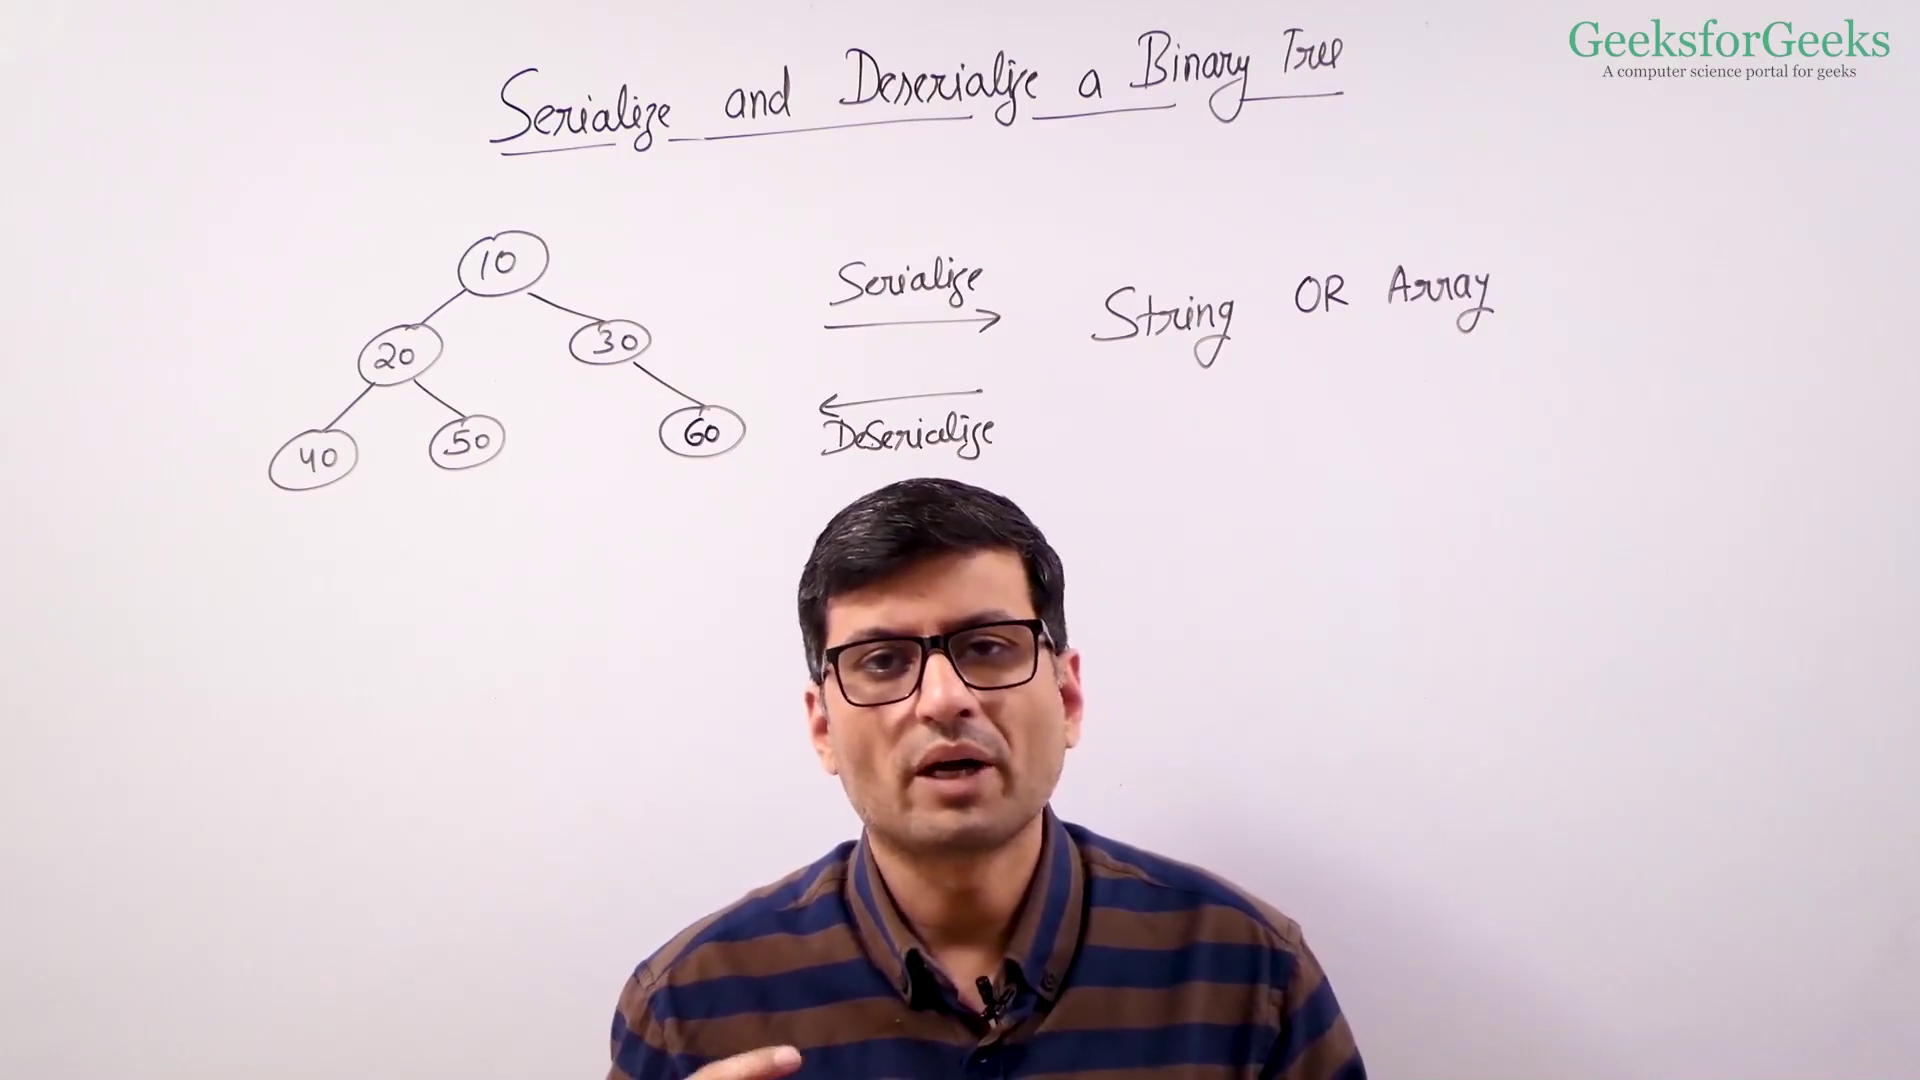 GeeksforGeeks
A computer science portal for geeks
Serialize and Deserialize a Binary Tree
10
20
30
40
50
60
Serialize
String OR Array
DeSerialize